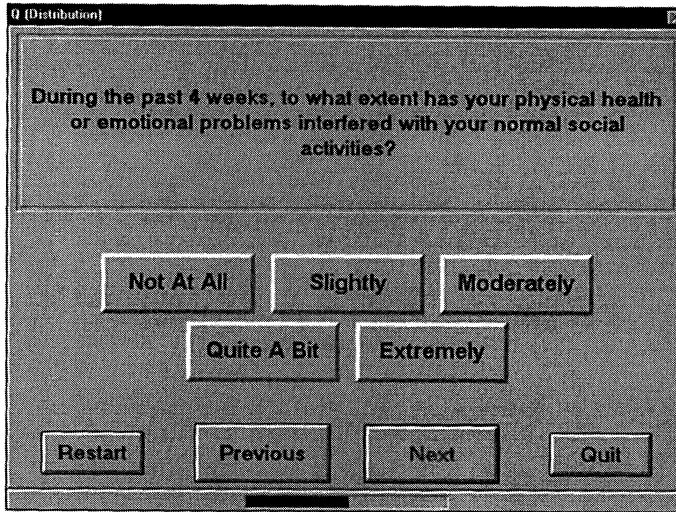 Q [Distribution]
During the past 4 weeks, to what extent has your physical health
or emotional problems interfered with your normal social
activities?
Not At All Slightly Moderately
Quite A Bit Extremely
Restart Previous Next Quit